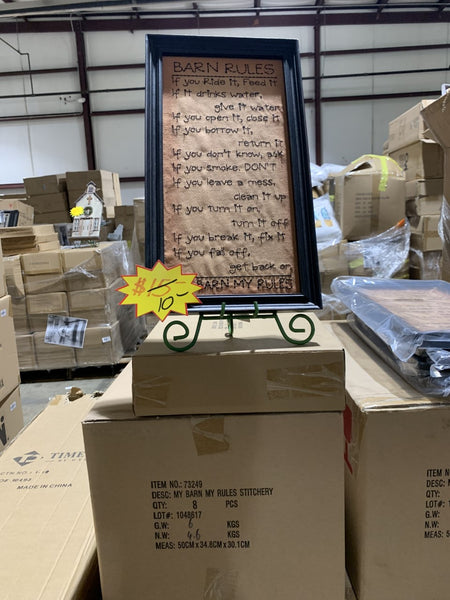 BARN RULES
If you Ride it, Feed it
If it drinks water,
give it water
If you open it, close it
If you borrow it,
return it
If you don't know, ask
If you smoke, DON'T
If you leave a mess,
clean it up
If you turn it on,
turn it off
If you break it, fix it
If you fall off,
get back on
BARN MY RULES
10-
TIME
MADE IN CHINA
ITEM NO.: 73249
DESC: MY BARN MY RULES STITCHERY
QTY: 8 PCS
LOT#: 1048617
G.W: 6 KGS
N.W: 4.6 KGS
MEAS: 50CM x 34.8CM x 30.1CM
ITEM N
DESC:
QTY:
LOT#:
G.W:
N.W:
MEAS: 5